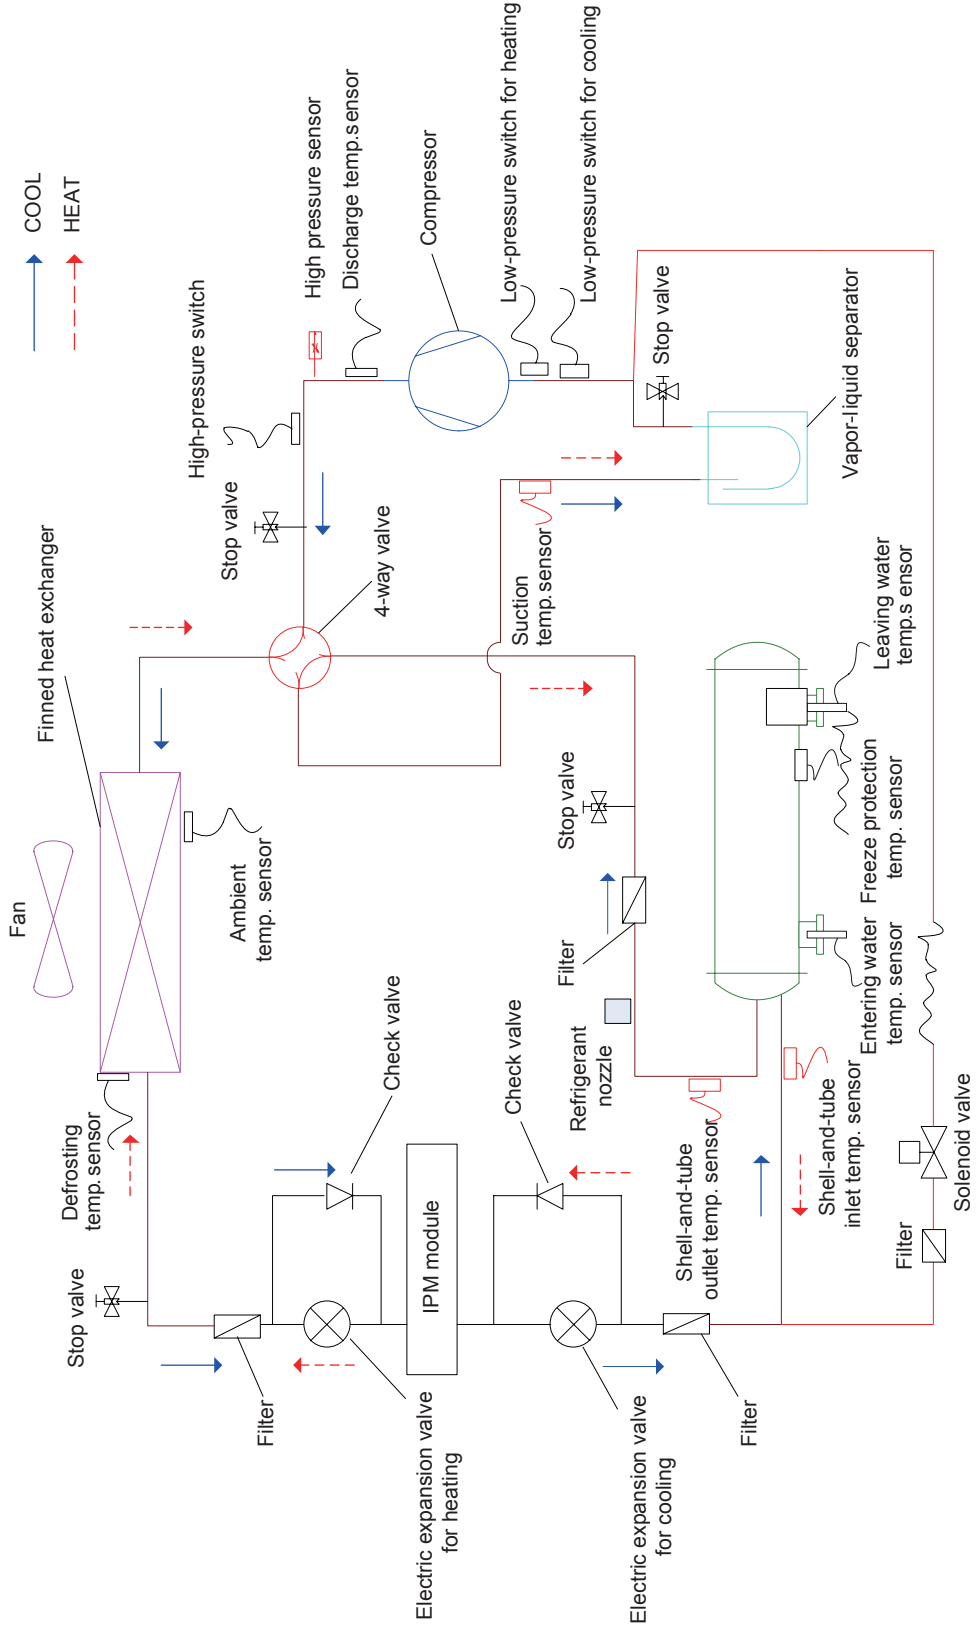 COOL
HEAT
Fan
Finned heat exchanger
High-pressure switch
High pressure sensor
Discharge temp.sensor
Stop valve
Compressor
Low-pressure switch for heating
Low-pressure switch for cooling
4-way valve
Ambient
temp. sensor
Defrosting
temp.sensor
Stop valve
Filter
Check valve
Electric expansion valve
for heating
IPM module
Check valve
Electric expansion valve
for cooling
Filter
Refrigerant
nozzle
Filter
Stop valve
Suction
temp.sensor
Stop valve
Vapor-liquid separator
Shell-and-tube
outlet temp. sensor
Shell-and-tube
inlet temp. sensor
Entering water
temp. sensor
Freeze protection
temp. sensor
Leaving water
temp.s ensor
Filter
Solenoid valve